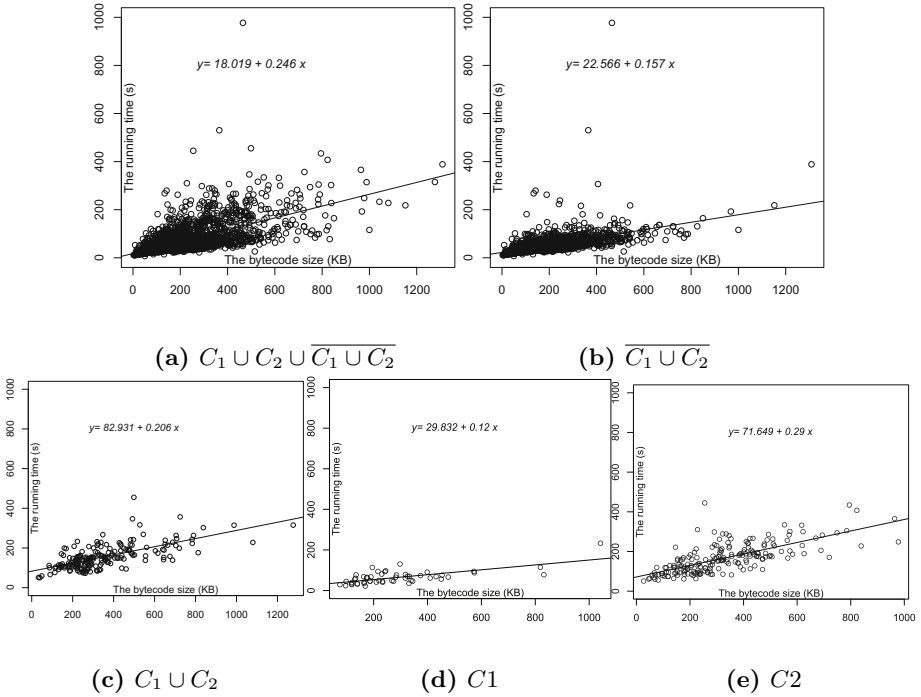 1000
800
600
400
200
0
The running time (s)
y= 18.019 + 0.246 x
The bytecode size (KB)
0 200 400 600 800 1000 1200
1000
800
600
400
200
0
The running time (s)
y= 22.566 + 0.157 x
The bytecode size (KB)
0 200 400 600 800 1000 1200
(a) C₁ ∪ C₂ ∪ \overline{C₁ ∪ C₂}
(b) \overline{C₁ ∪ C₂}
1000
800
600
400
200
0
The running time (s)
y= 82.931 + 0.206 x
The bytecode size (KB)
0 200 400 600 800 1000 1200
1000
800
600
400
200
0
The running time (s)
y= 29.832 + 0.12 x
The bytecode size (KB)
0 200 400 600 800 1000
1000
800
600
400
200
0
The running time (s)
y= 71.649 + 0.29 x
The bytecode size (KB)
0 200 400 600 800 1000
(c) C₁ ∪ C₂
(d) C1
(e) C2